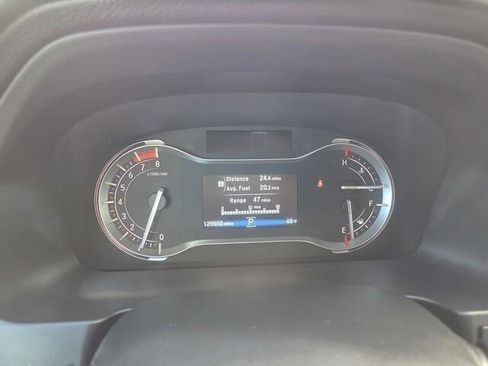 Distance 24.4 miles
A
Avg. Fuel 20.3 mpg
Range 47 miles
129550 miles P 65°F
8
7
6
5
4
3
2
1
0
x1000r/min
H
C
F
E